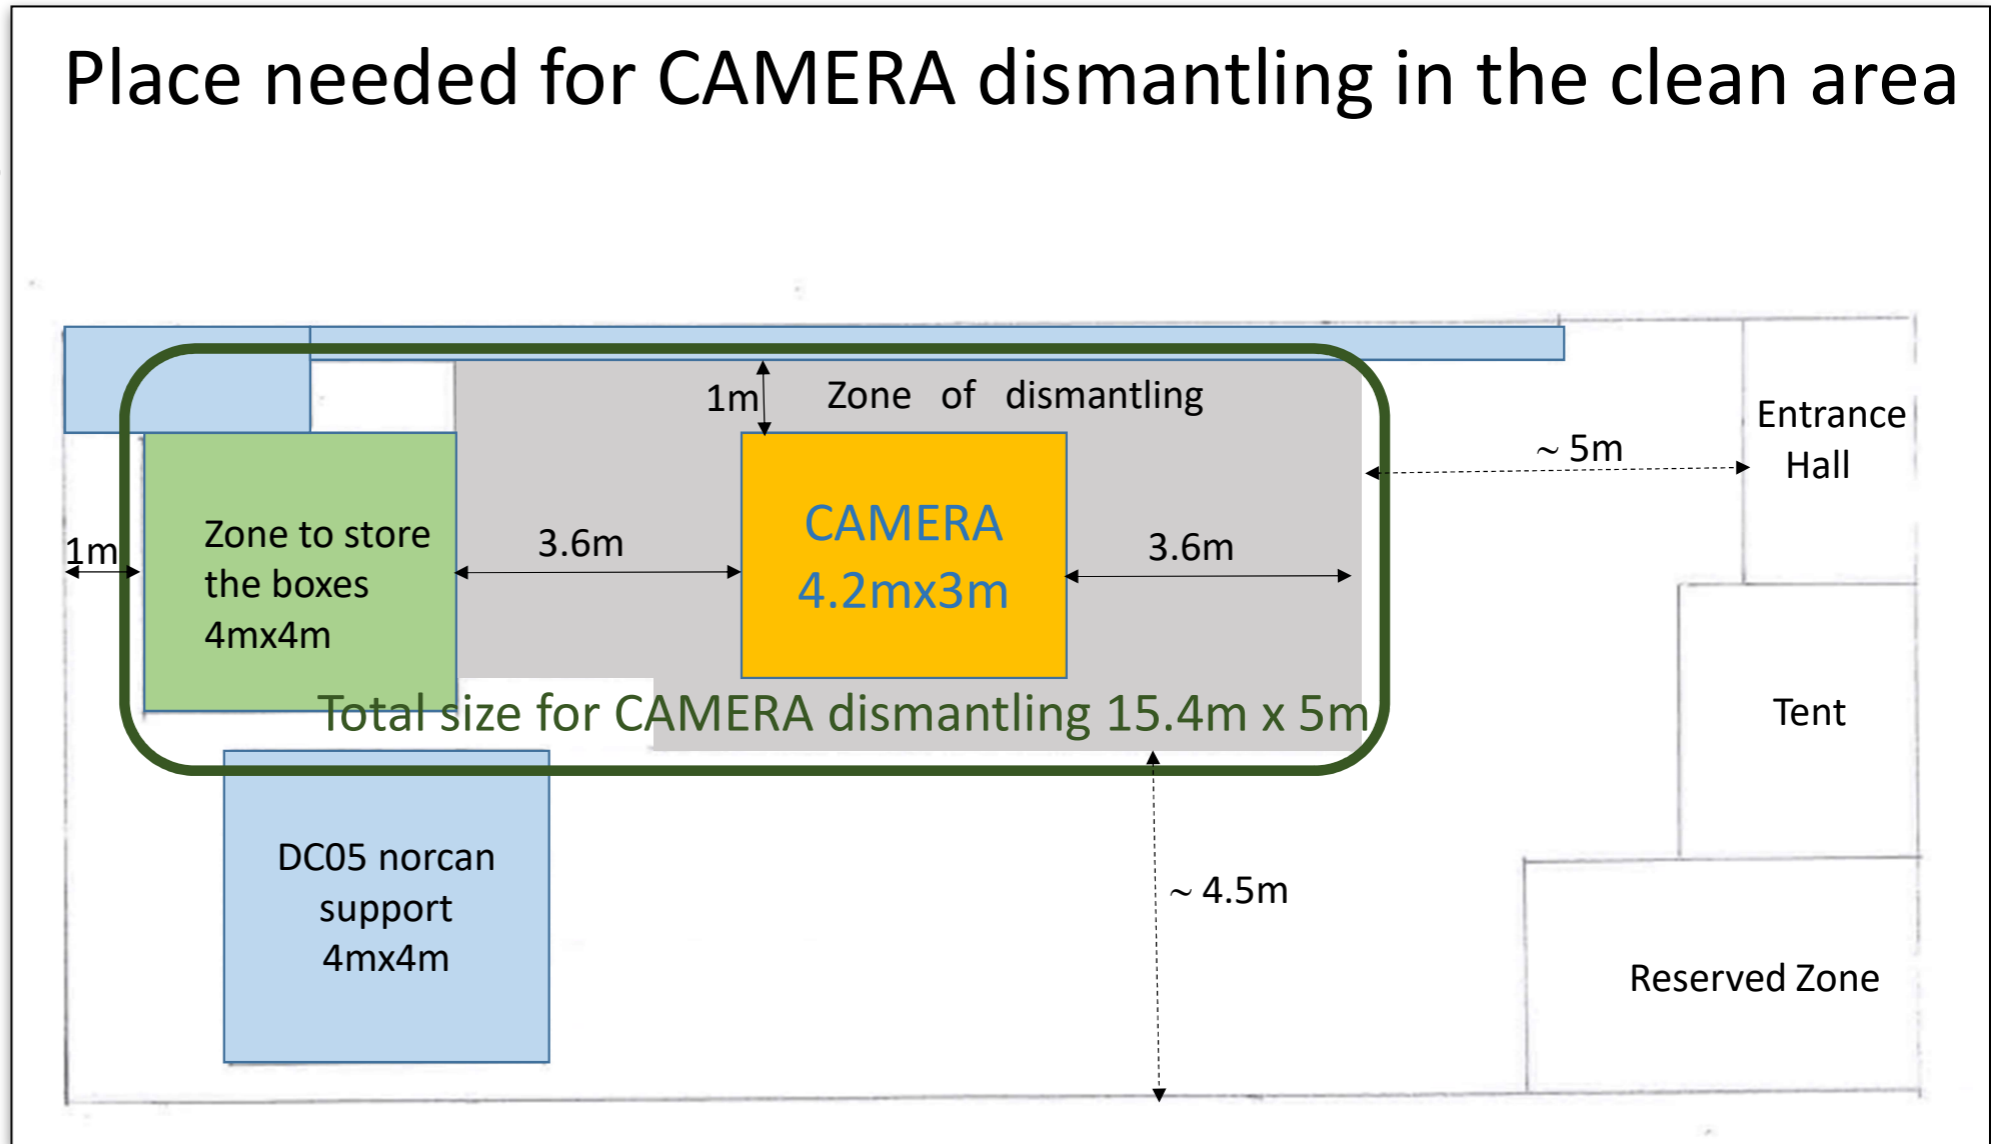 Place needed for CAMERA dismantling in the clean area
1m
Zone of dismantling
Entrance
Hall
~ 5m
1m
Zone to store
the boxes
4mx4m
3.6m
CAMERA
4.2mx3m
3.6m
Total size for CAMERA dismantling 15.4m x 5m
Tent
DC05 norcan
support
4mx4m
~ 4.5m
Reserved Zone